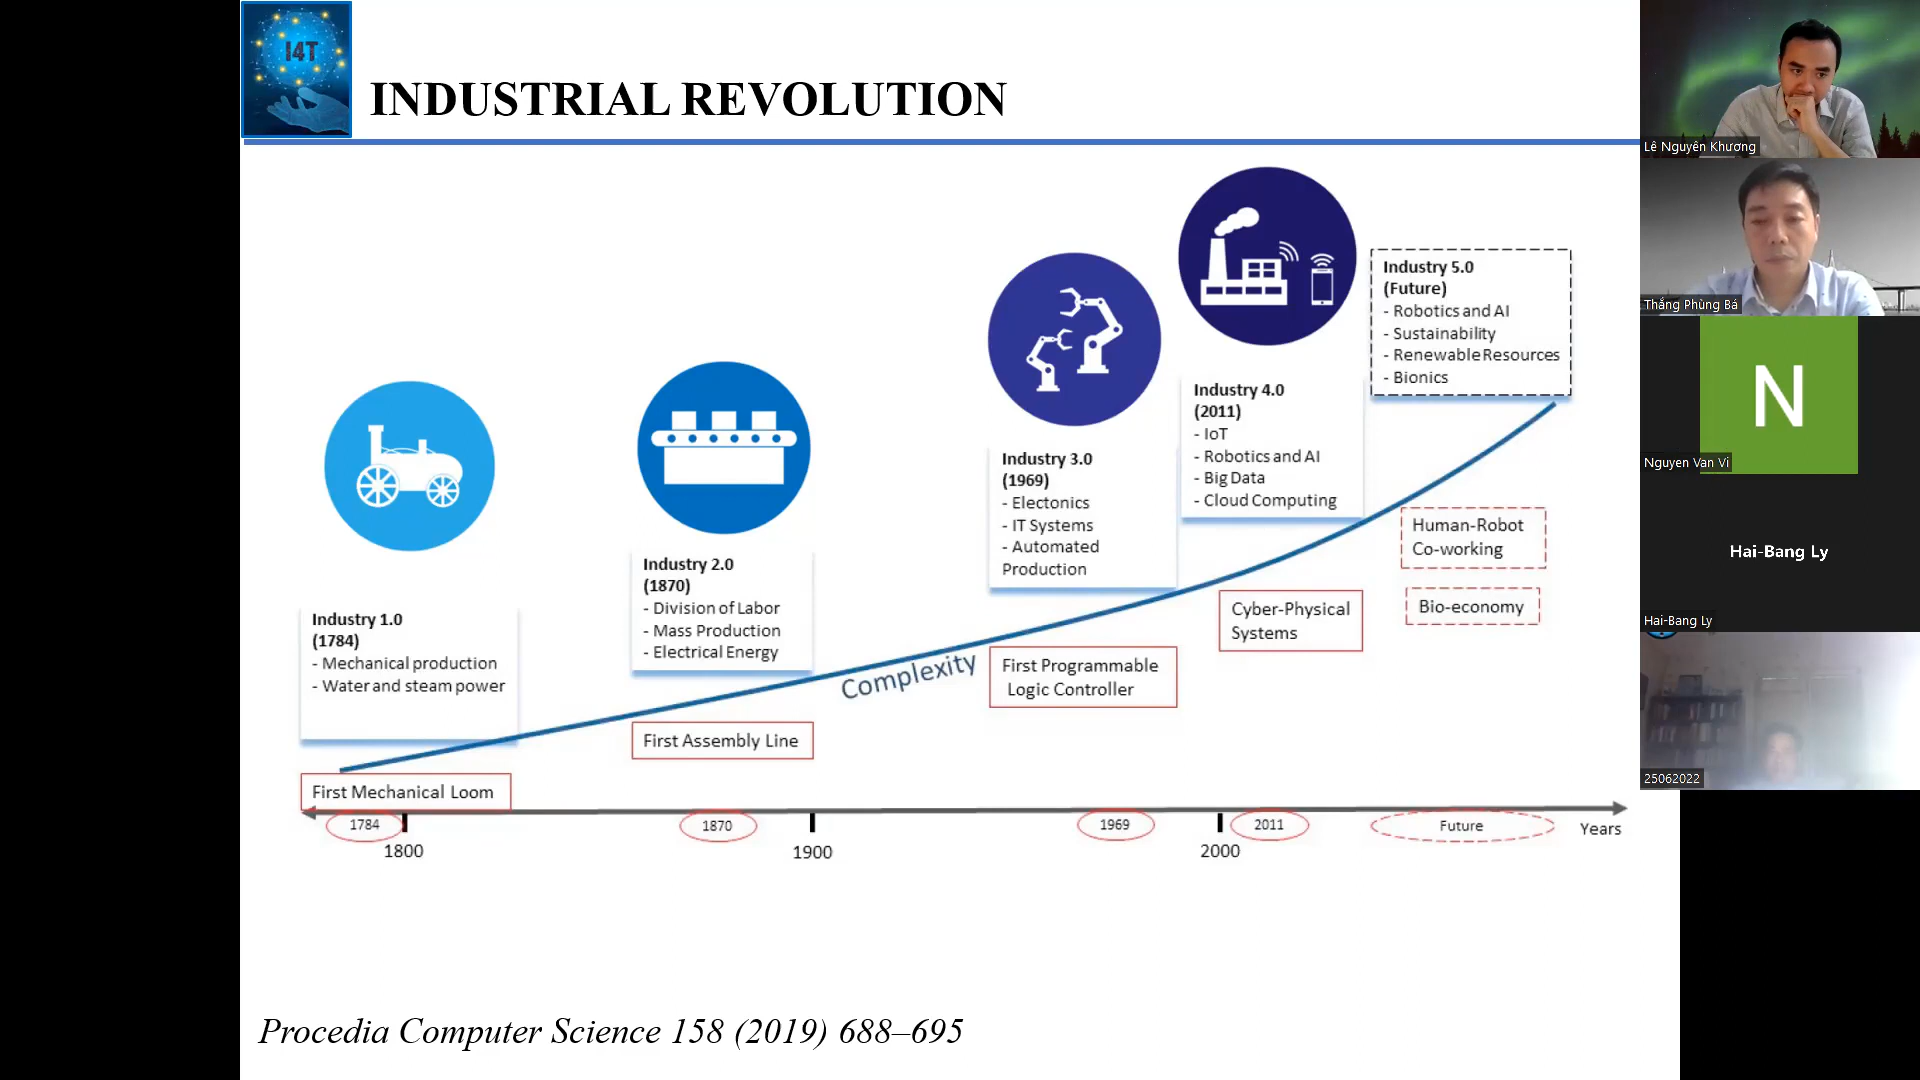 I4T
INDUSTRIAL REVOLUTION
Industry 1.0
(1784)
- Mechanical production
- Water and steam power
First Mechanical Loom
Industry 2.0
(1870)
- Division of Labor
- Mass Production
- Electrical Energy
First Assembly Line
Complexity
Industry 3.0
(1969)
- Electonics
- IT Systems
- Automated
Production
First Programmable
Logic Controller
Industry 4.0
(2011)
- IoT
- Robotics and AI
- Big Data
- Cloud Computing
Cyber-Physical
Systems
Industry 5.0
(Future)
- Robotics and AI
- Sustainability
- Renewable Resources
- Bionics
Human-Robot
Co-working
Bio-economy
1784
1870
1969
2011
Future
Years
1800
1900
2000
Procedia Computer Science 158 (2019) 688–695
Lê Nguyên Khương
Thắng Phùng Bá
N
Nguyen Van Vi
Hai-Bang Ly
Hai-Bang Ly
25062022